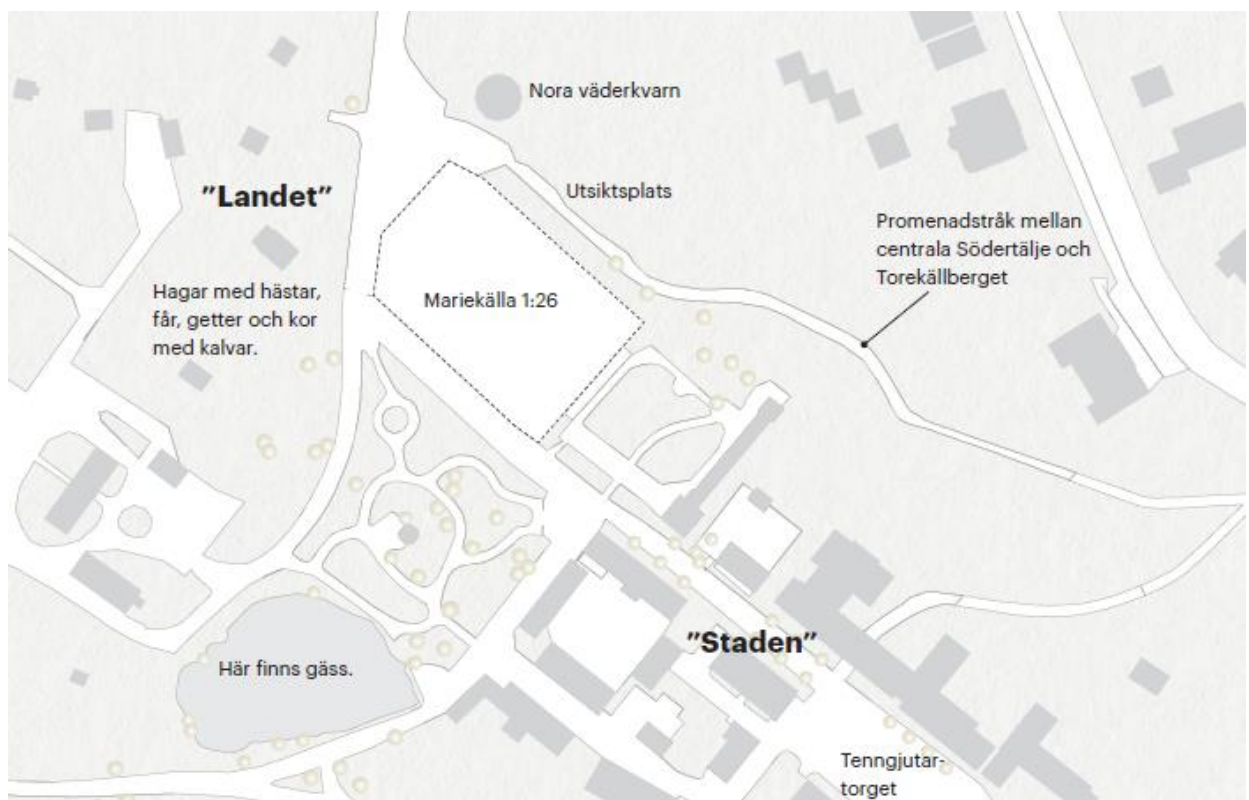 Nora väderkvarn
"Landet"
Utsiktsplats
Promenadstråk mellan
centrala Södertälje och
Torekällberget
Hagar med hästar,
får, getter och kor
med kalvar.
Mariekälla 1:26
"Staden"
Här finns gäss.
Tenngjutar-
torget